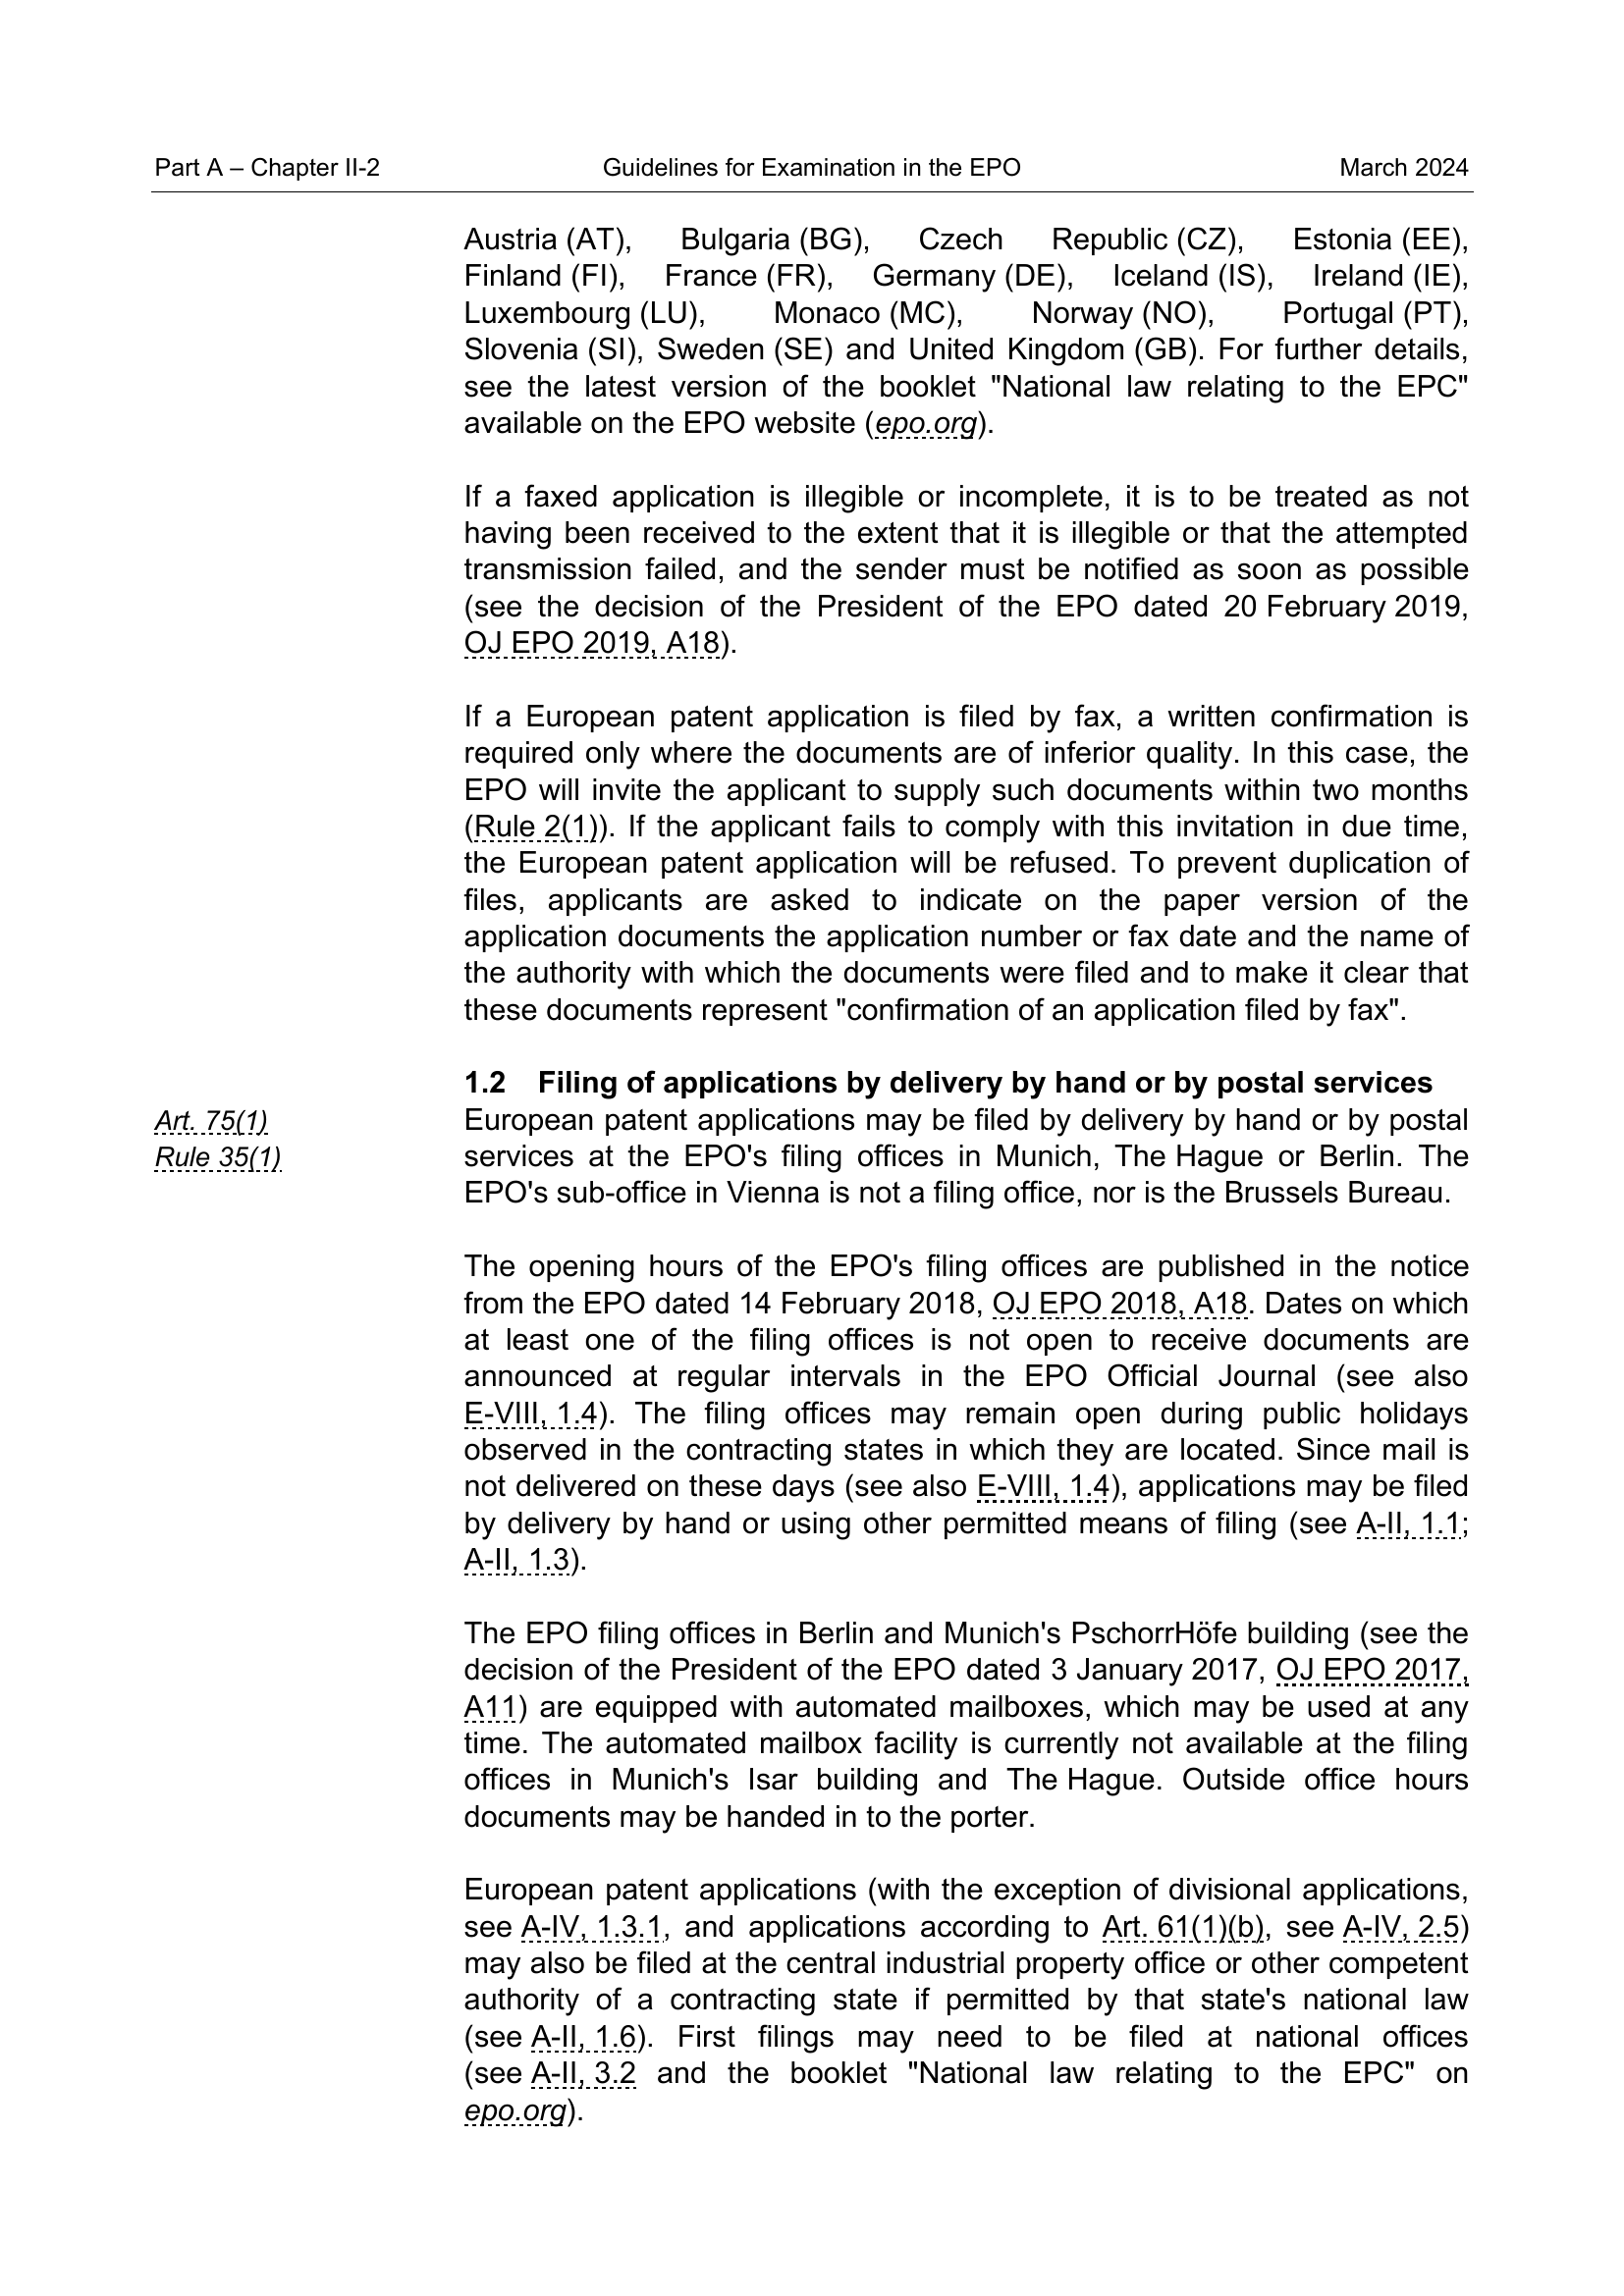 Part A – Chapter II-2 Guidelines for Examination in the EPO March 2024
Austria (AT), Bulgaria (BG), Czech Republic (CZ), Estonia (EE),
Finland (FI), France (FR), Germany (DE), Iceland (IS), Ireland (IE),
Luxembourg (LU), Monaco (MC), Norway (NO), Portugal (PT),
Slovenia (SI), Sweden (SE) and United Kingdom (GB). For further details,
see the latest version of the booklet "National law relating to the EPC"
available on the EPO website (epo.org).
If a faxed application is illegible or incomplete, it is to be treated as not
having been received to the extent that it is illegible or that the attempted
transmission failed, and the sender must be notified as soon as possible
(see the decision of the President of the EPO dated 20 February 2019,
OJ EPO 2019, A18).
If a European patent application is filed by fax, a written confirmation is
required only where the documents are of inferior quality. In this case, the
EPO will invite the applicant to supply such documents within two months
(Rule 2(1)). If the applicant fails to comply with this invitation in due time,
the European patent application will be refused. To prevent duplication of
files, applicants are asked to indicate on the paper version of the
application documents the application number or fax date and the name of
the authority with which the documents were filed and to make it clear that
these documents represent "confirmation of an application filed by fax".
1.2 Filing of applications by delivery by hand or by postal services
Art. 75(1)
Rule 35(1)
European patent applications may be filed by delivery by hand or by postal
services at the EPO's filing offices in Munich, The Hague or Berlin. The
EPO's sub-office in Vienna is not a filing office, nor is the Brussels Bureau.
The opening hours of the EPO's filing offices are published in the notice
from the EPO dated 14 February 2018, OJ EPO 2018, A18. Dates on which
at least one of the filing offices is not open to receive documents are
announced at regular intervals in the EPO Official Journal (see also
E-VIII, 1.4). The filing offices may remain open during public holidays
observed in the contracting states in which they are located. Since mail is
not delivered on these days (see also E-VIII, 1.4), applications may be filed
by delivery by hand or using other permitted means of filing (see A-II, 1.1;
A-II, 1.3).
The EPO filing offices in Berlin and Munich's PschorrHöfe building (see the
decision of the President of the EPO dated 3 January 2017, OJ EPO 2017,
A11) are equipped with automated mailboxes, which may be used at any
time. The automated mailbox facility is currently not available at the filing
offices in Munich's Isar building and The Hague. Outside office hours
documents may be handed in to the porter.
European patent applications (with the exception of divisional applications,
see A-IV, 1.3.1, and applications according to Art. 61(1)(b), see A-IV, 2.5)
may also be filed at the central industrial property office or other competent
authority of a contracting state if permitted by that state's national law
(see A-II, 1.6). First filings may need to be filed at national offices
(see A-II, 3.2 and the booklet "National law relating to the EPC" on
epo.org).